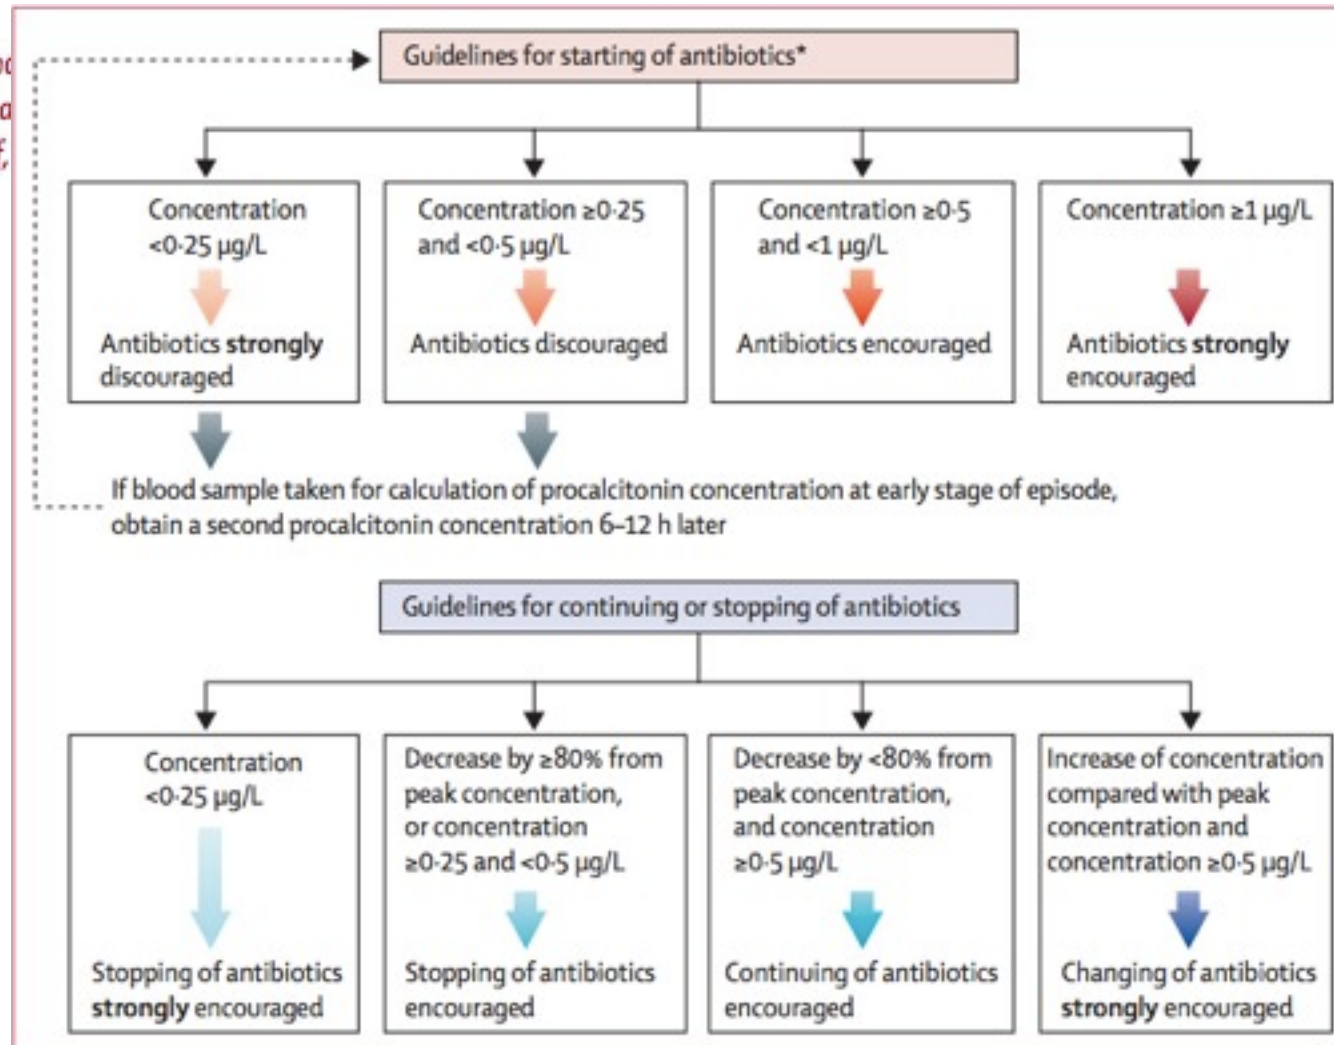 Guidelines for starting of antibiotics*
Concentration
<0·25 µg/L
Antibiotics strongly
discouraged
Concentration ≥0·25
and <0·5 µg/L
Antibiotics discouraged
Concentration ≥0·5
and <1 µg/L
Antibiotics encouraged
Concentration ≥1 µg/L
Antibiotics strongly
encouraged
If blood sample taken for calculation of procalcitonin concentration at early stage of episode,
obtain a second procalcitonin concentration 6–12 h later
Guidelines for continuing or stopping of antibiotics
Concentration
<0·25 µg/L
Stopping of antibiotics
strongly encouraged
Decrease by ≥80% from
peak concentration,
or concentration
≥0·25 and <0·5 µg/L
Stopping of antibiotics
encouraged
Decrease by <80% from
peak concentration,
and concentration
≥0·5 µg/L
Continuing of antibiotics
encouraged
Increase of concentration
compared with peak
concentration and
concentration ≥0·5 µg/L
Changing of antibiotics
strongly encouraged